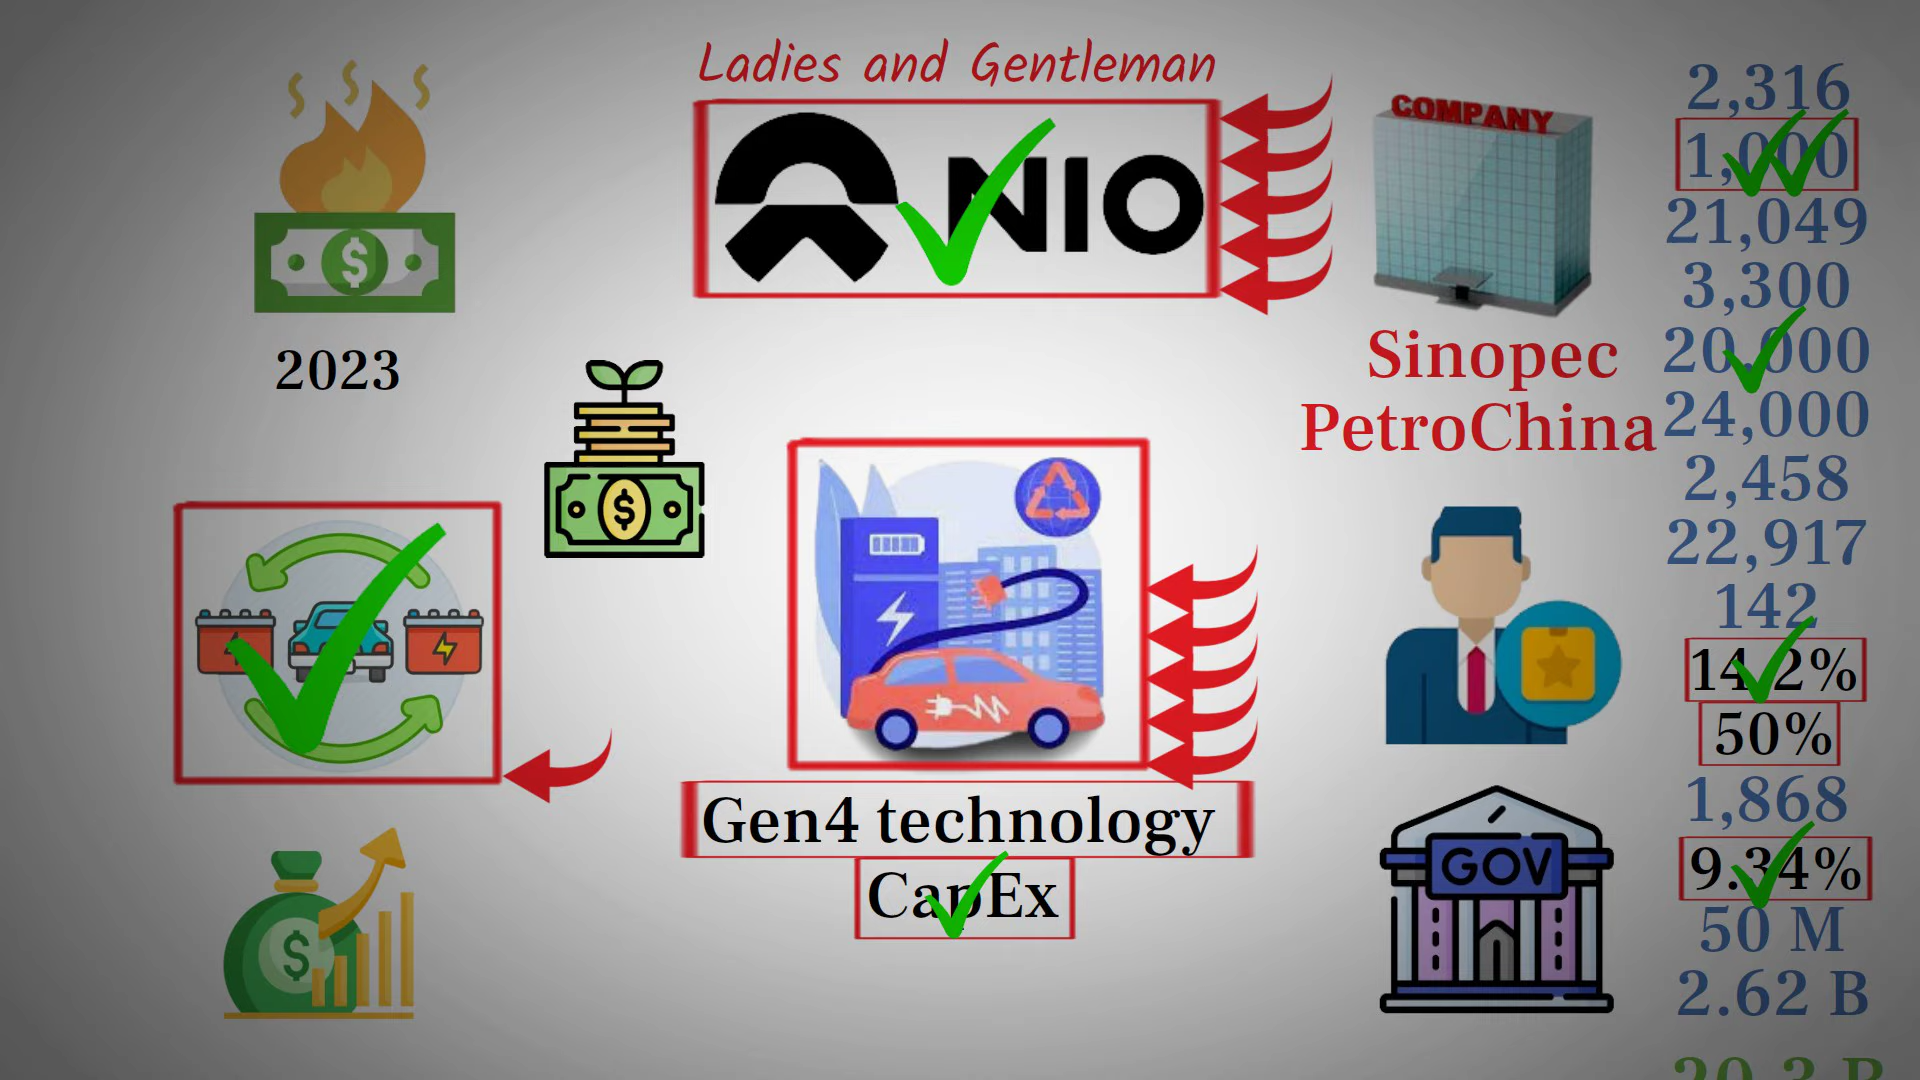 Ladies and Gentleman
NIO
COMPANY
Sinopec
PetroChina
2023
Gen4 technology
CapEx
GOV
2,316
1,000
21,049
3,300
20,000
24,000
2,458
22,917
142
14.2%
50%
1,868
9.34%
50 M
2.62 B